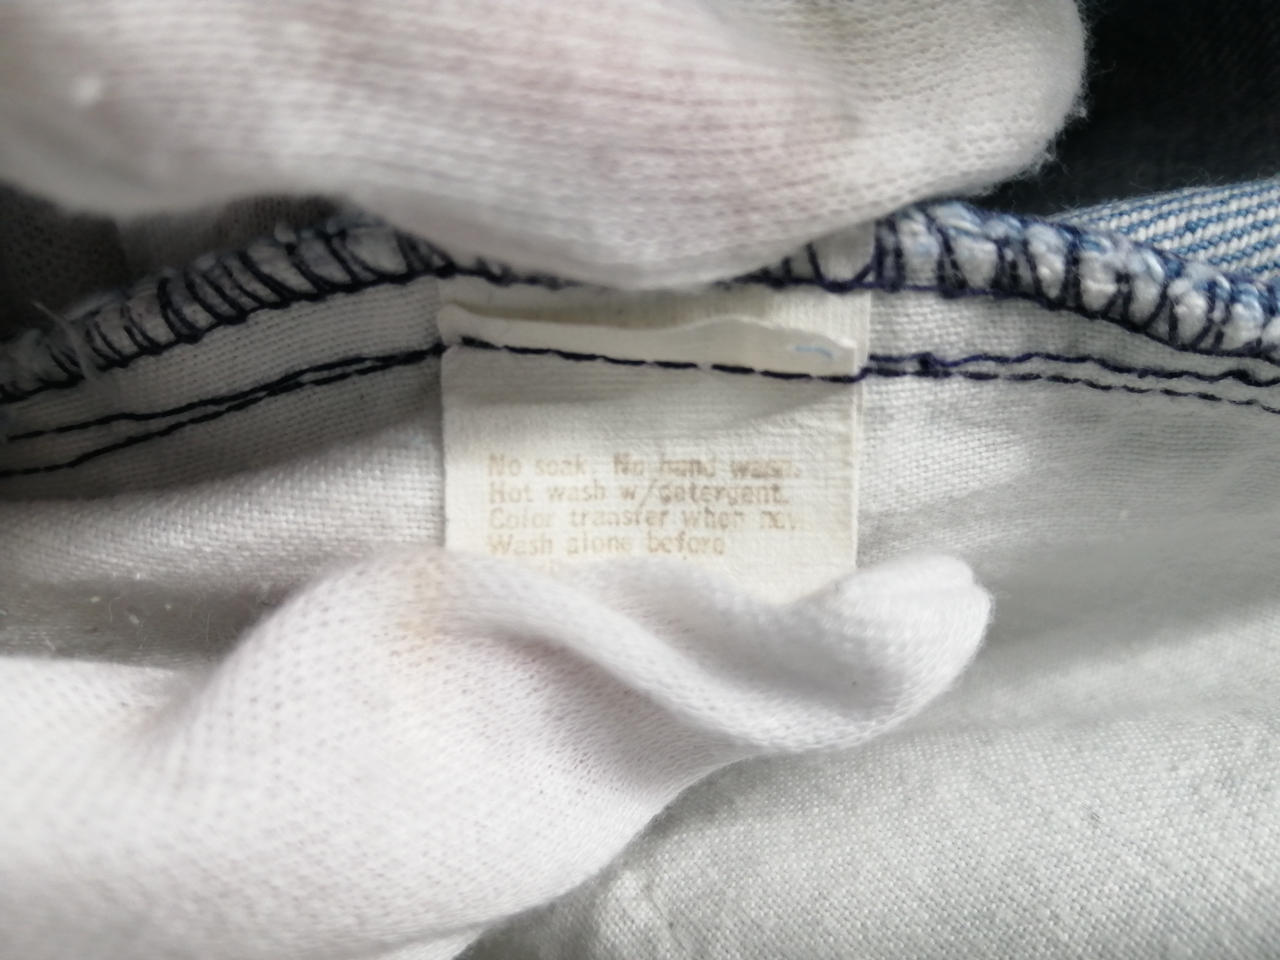 No soak. No hand wash.
Hot wash w/detergent.
Color transfer when new.
Wash alone before